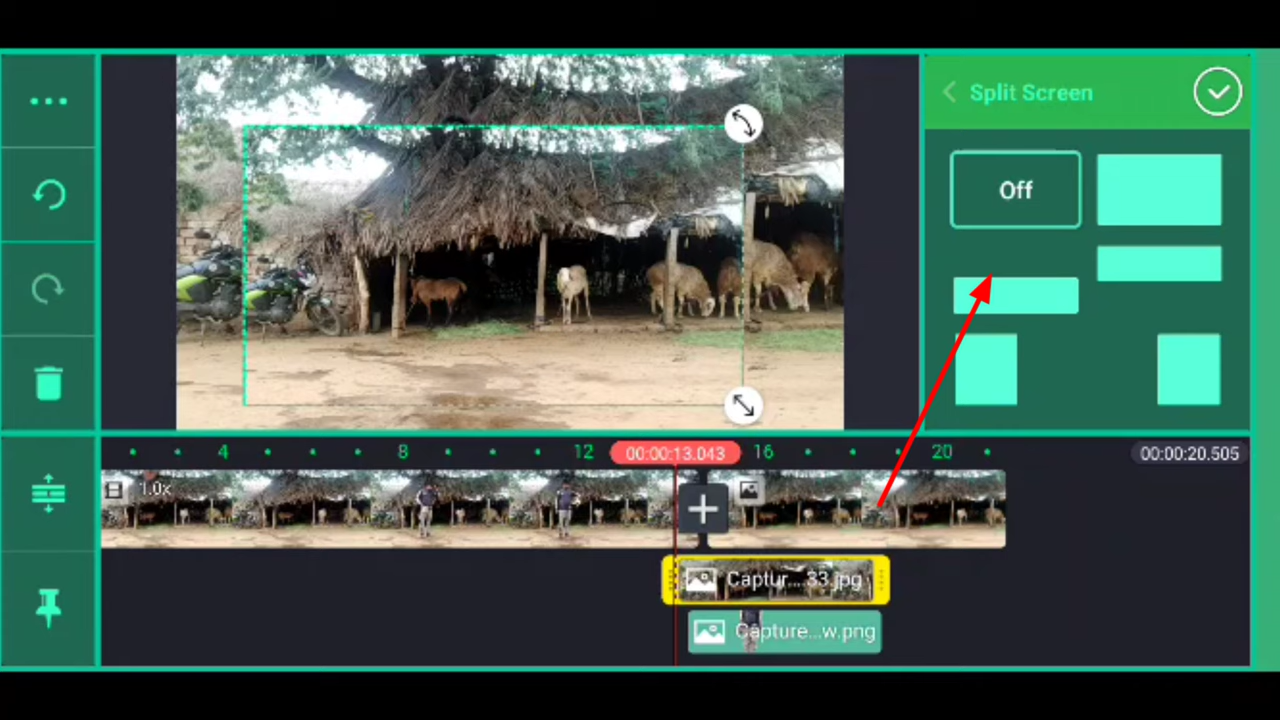 Split Screen
Off
4
8
12
00:00:13.043
16
20
00:00:20.505
1.0x
Captur....33.jpg
Capture...w.png